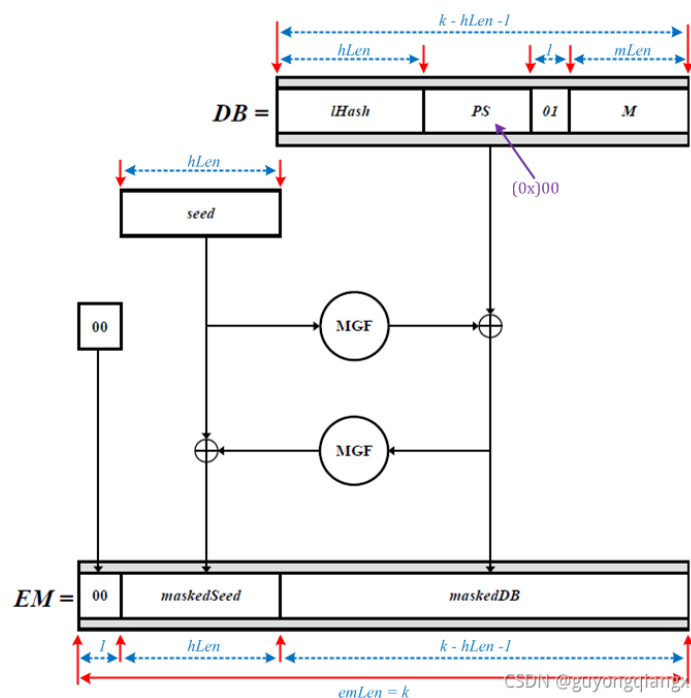 k - hLen -1
hLen
1
mLen
DB =
lHash
PS
01
M
hLen
(0x)00
seed
00
MGF
MGF
EM =
00
maskedSeed
maskedDB
1
hLen
k - hLen -1
CSDN @guyongqiangx
emLen = k